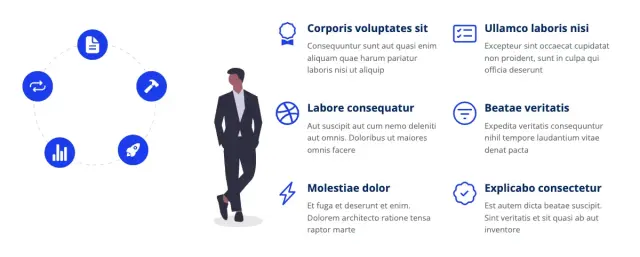 Corporis voluptates sit
Consequuntur sunt aut quasi enim
aliquam quae harum pariatur
laboris nisi ut aliquip
Ullamco laboris nisi
Excepteur sint occaecat cupidatat
non proident, sunt in culpa qui
officia deserunt
Labore consequatur
Aut suscipit aut cum nemo deleniti
aut omnis. Doloribus ut maiores
omnis facere
Beatae veritatis
Expedita veritatis consequuntur
nihil tempore laudantium vitae
denat pacta
Molestiae dolor
Et fuga et deserunt et enim.
Dolorem architecto ratione tensa
raptor marte
Explicabo consectetur
Est autem dicta beatae suscipit.
Sint veritatis et sit quasi ab aut
inventore